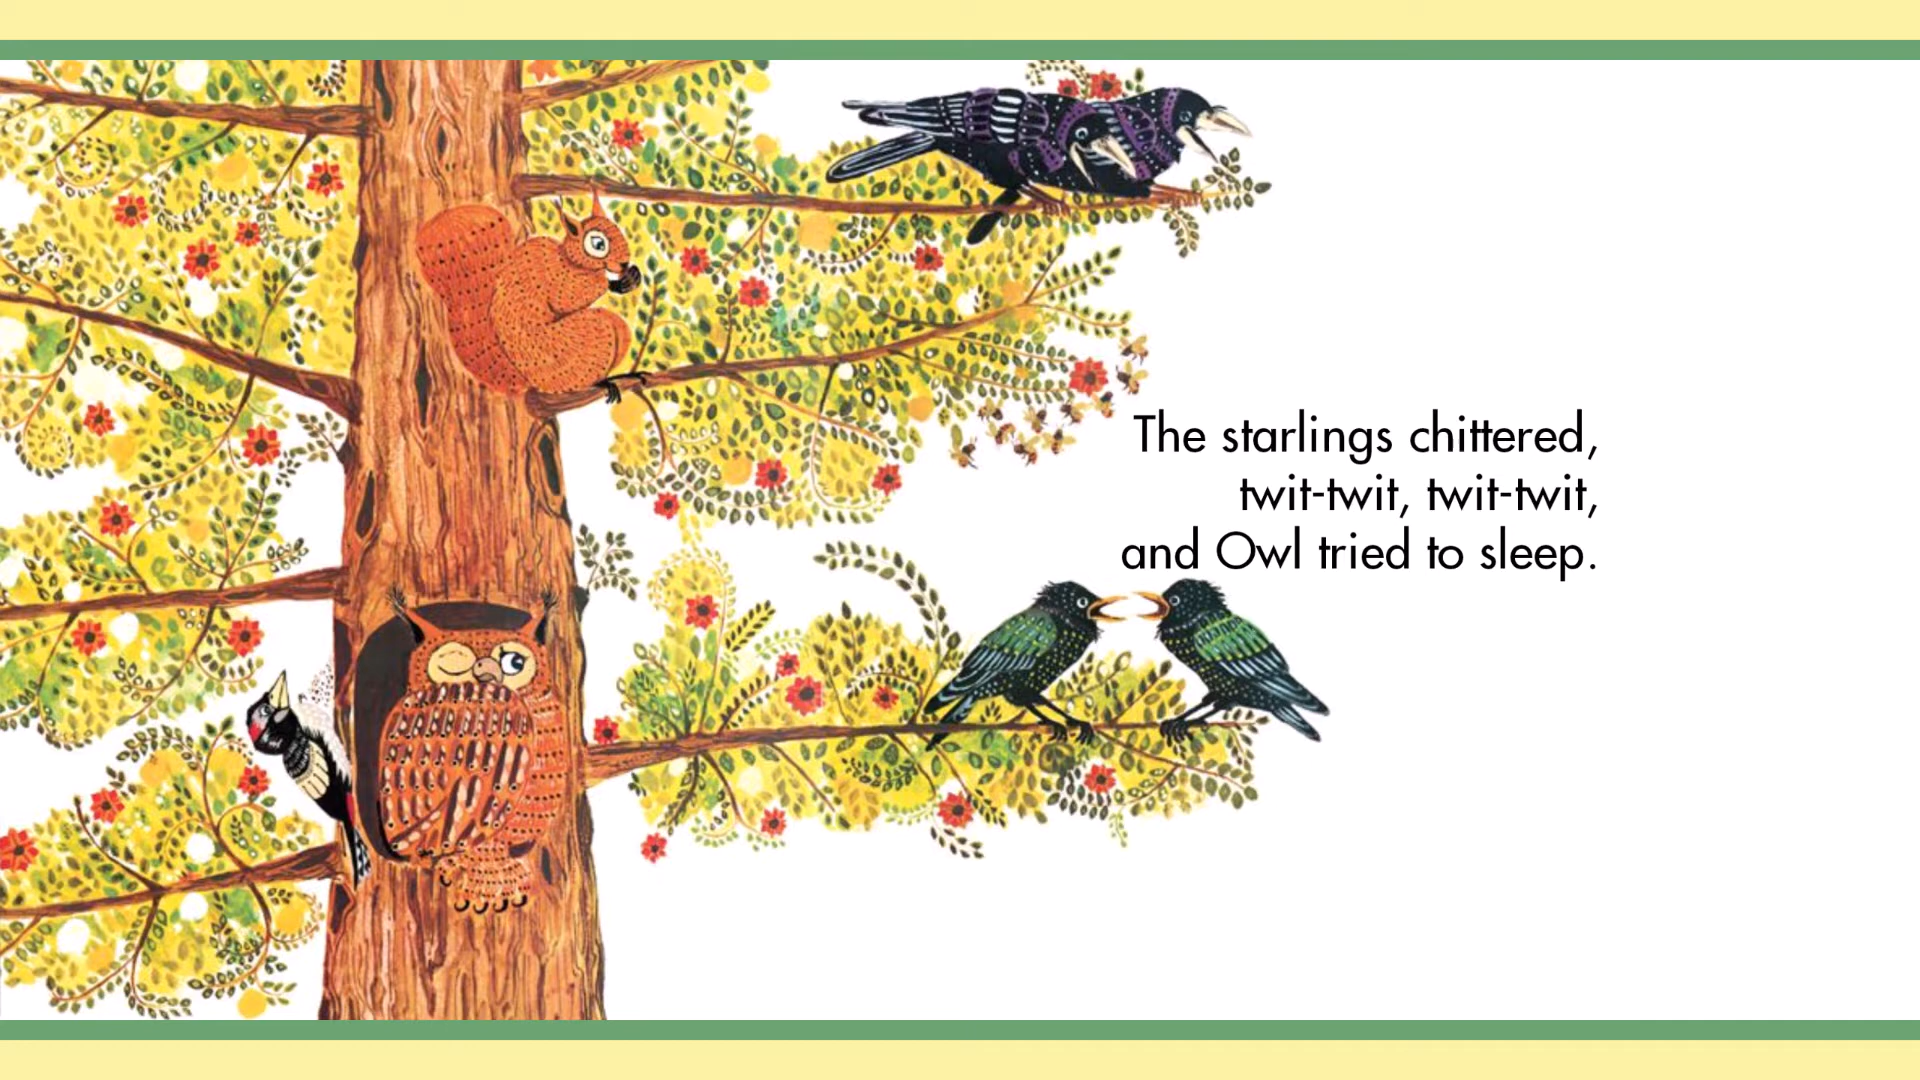 The starlings chittered,
twit-twit, twit-twit,
and Owl tried to sleep.